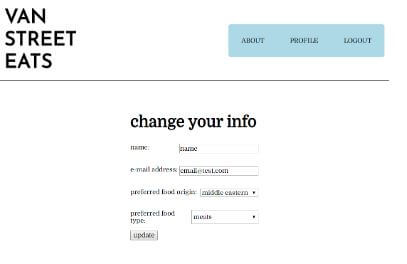 VAN
STREET
EATS
ABOUT PROFILE LOGOUT
change your info
name: name
e-mail address: email@test.com
preferred food origin: middle eastern
preferred food
type: meats
update